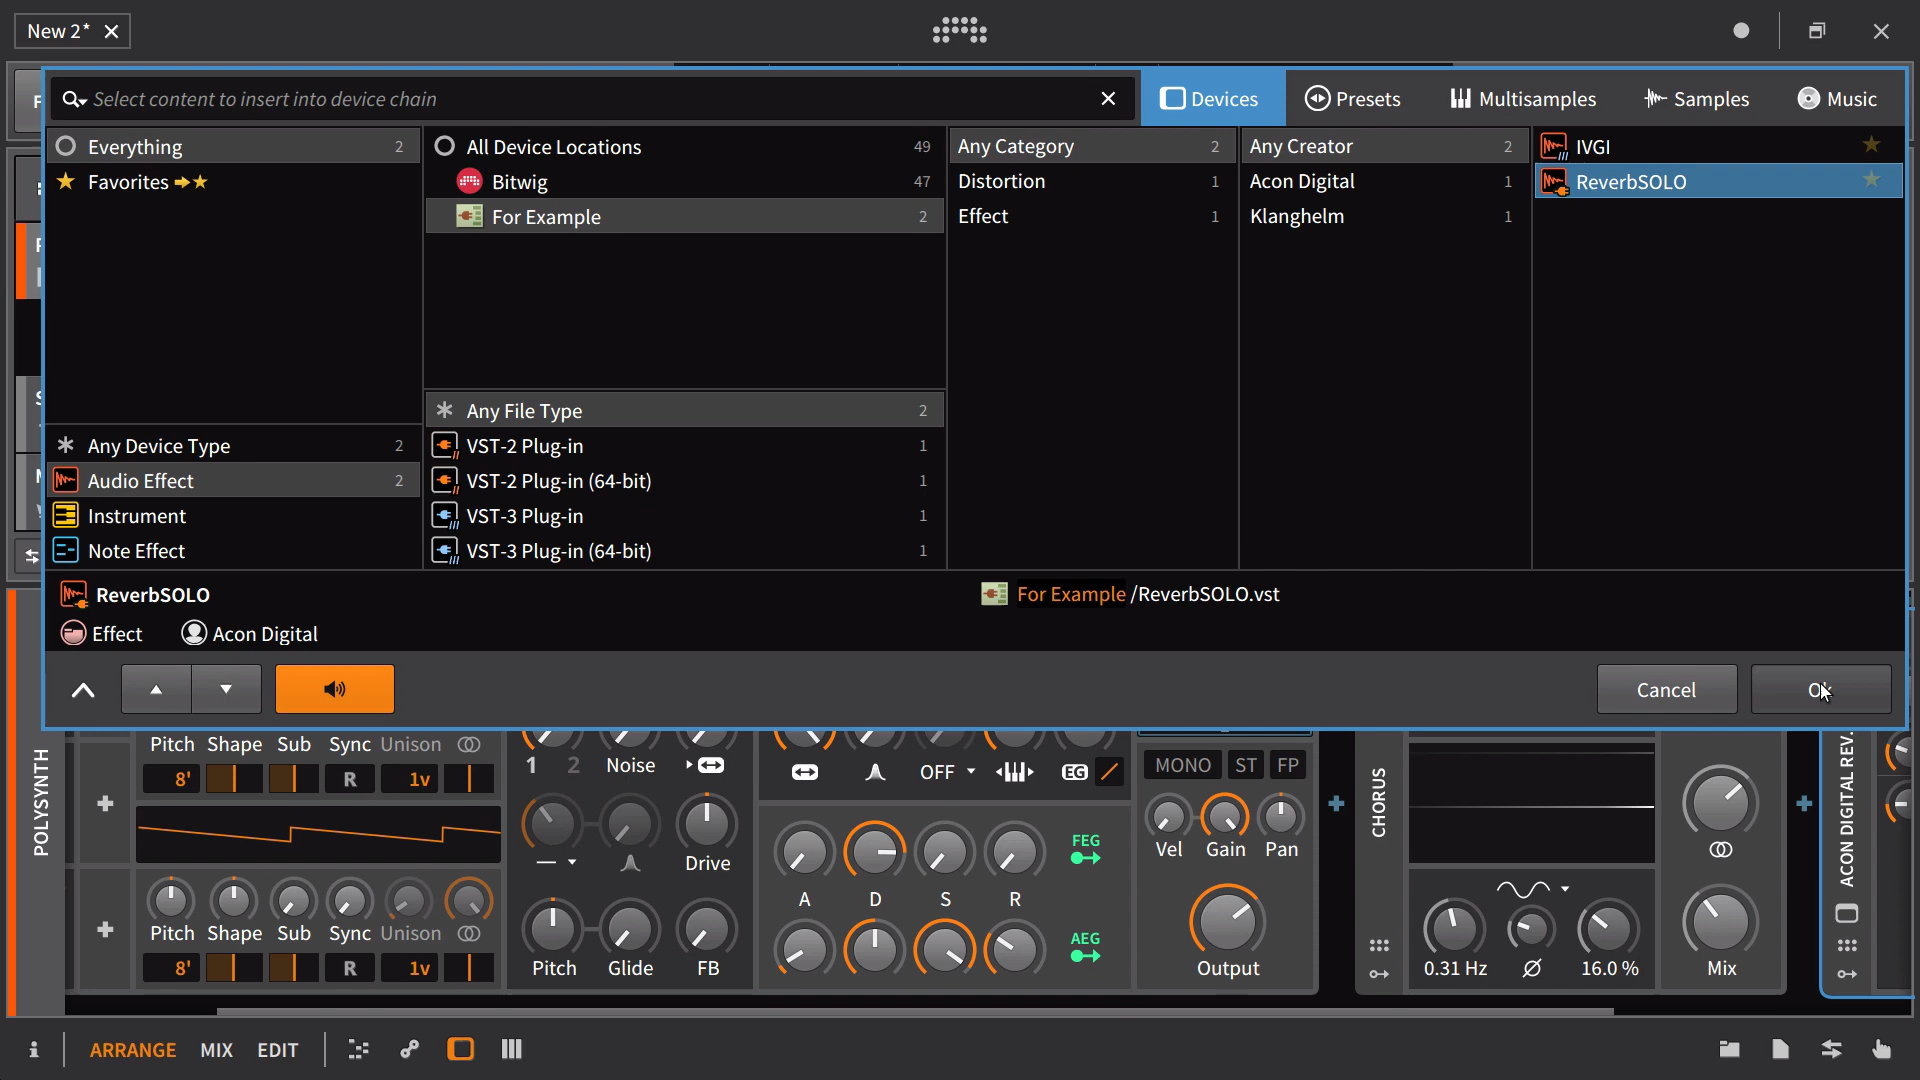 New 2*
Select content to insert into device chain
Devices
Presets
Multisamples
Samples
Music
Everything 2
Favorites
Any Device Type 2
Audio Effect 2
Instrument
Note Effect
All Device Locations 49
Bitwig 47
For Example 2
Any File Type 2
VST-2 Plug-in 1
VST-2 Plug-in (64-bit) 1
VST-3 Plug-in 1
VST-3 Plug-in (64-bit) 1
Any Category 2
Distortion 1
Effect 1
Any Creator 2
Acon Digital 1
Klanghelm 1
IVGI
ReverbSOLO
ReverbSOLO
For Example /ReverbSOLO.vst
Effect Acon Digital
Cancel
Ok
POLYSYNTH
Pitch Shape Sub Sync Unison
8' R 1v
Pitch Shape Sub Sync Unison
8' R 1v
1 2 Noise
Drive
Pitch Glide FB
OFF EG
A D S R
FEG
AEG
MONO ST FP
Vel Gain Pan
Output
CHORUS
0.31 Hz 16.0 %
Mix
ACON DIGITAL REV.
ARRANGE MIX EDIT